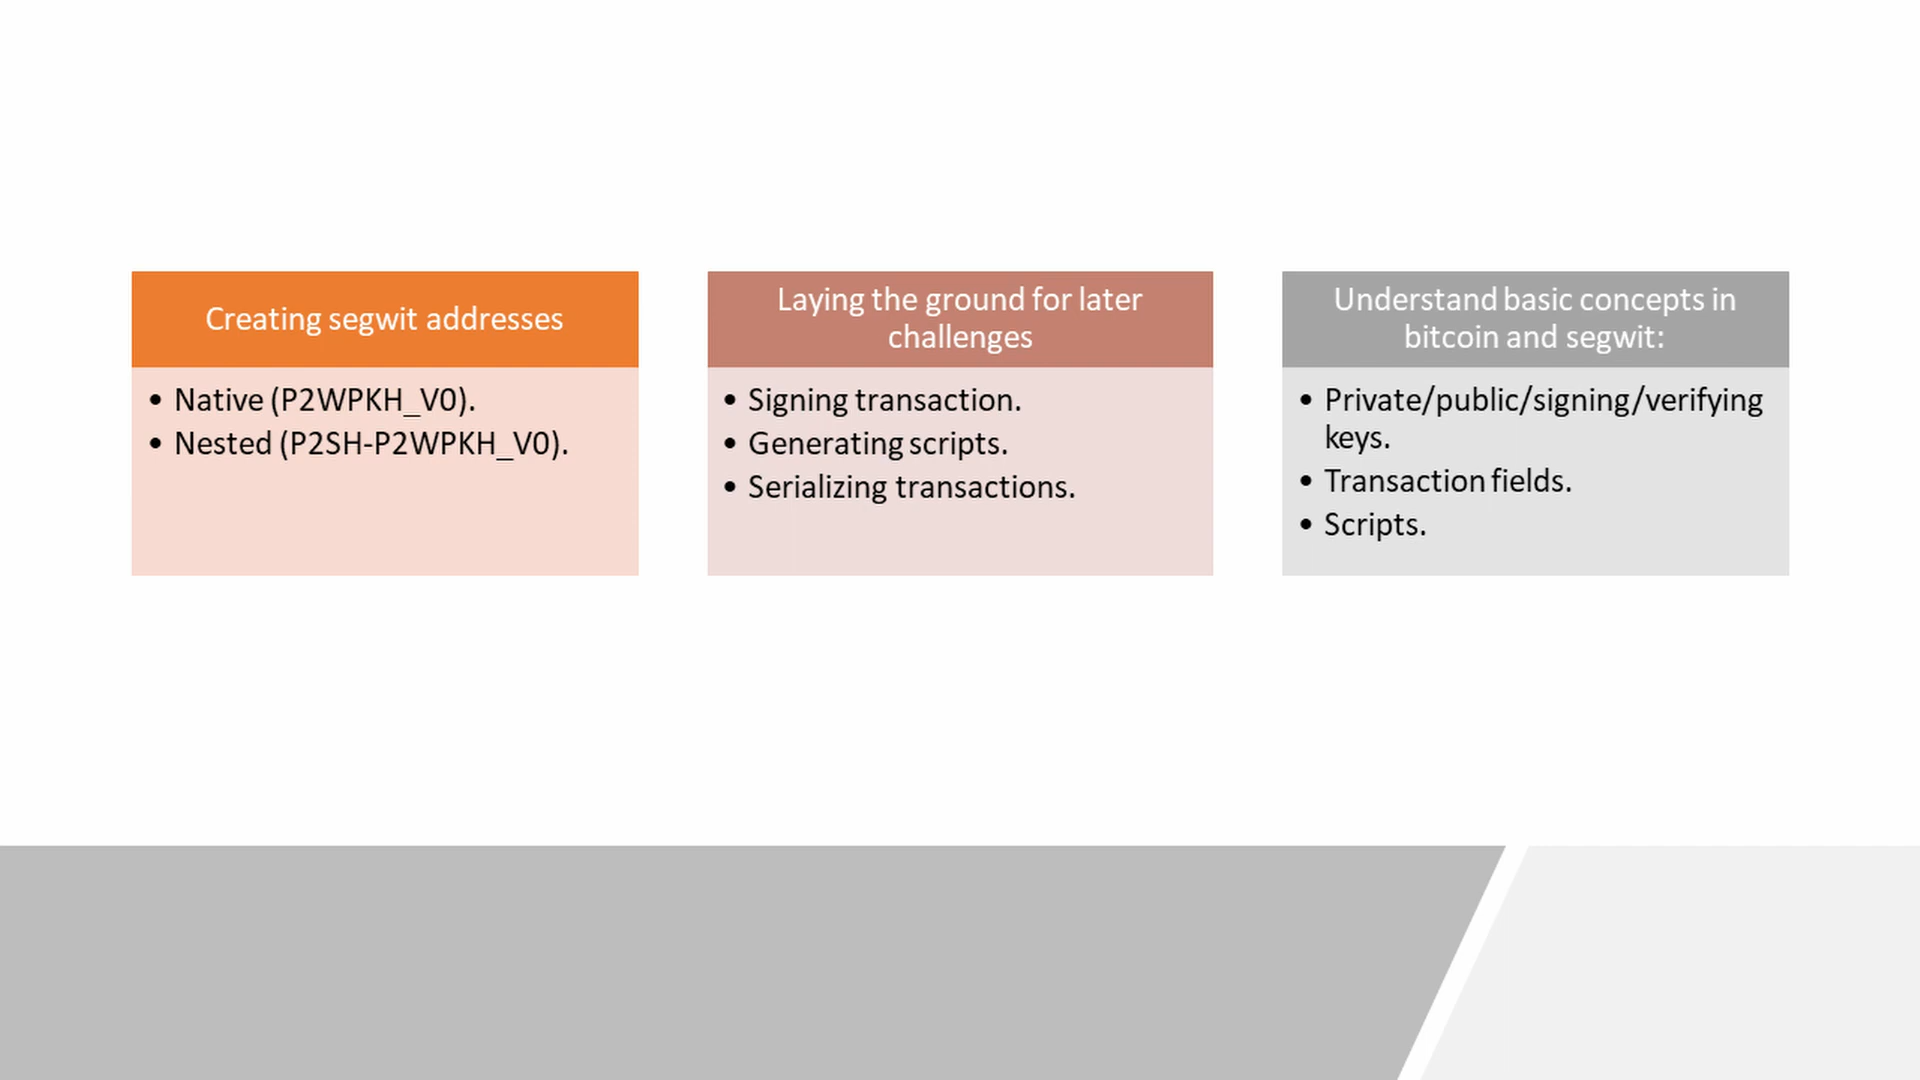 Creating segwit addresses
• Native (P2WPKH_V0).
• Nested (P2SH-P2WPKH_V0).
Laying the ground for later
challenges
• Signing transaction.
• Generating scripts.
• Serializing transactions.
Understand basic concepts in
bitcoin and segwit:
• Private/public/signing/verifying
keys.
• Transaction fields.
• Scripts.